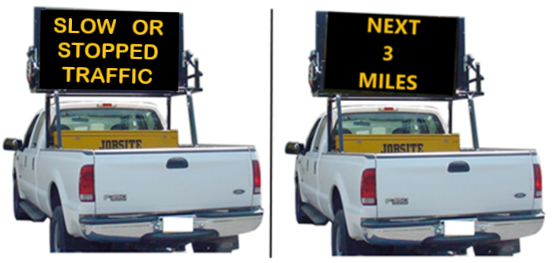 SLOW OR
STOPPED
TRAFFIC
JOBSITE
NEXT
3
MILES
JOBSITE